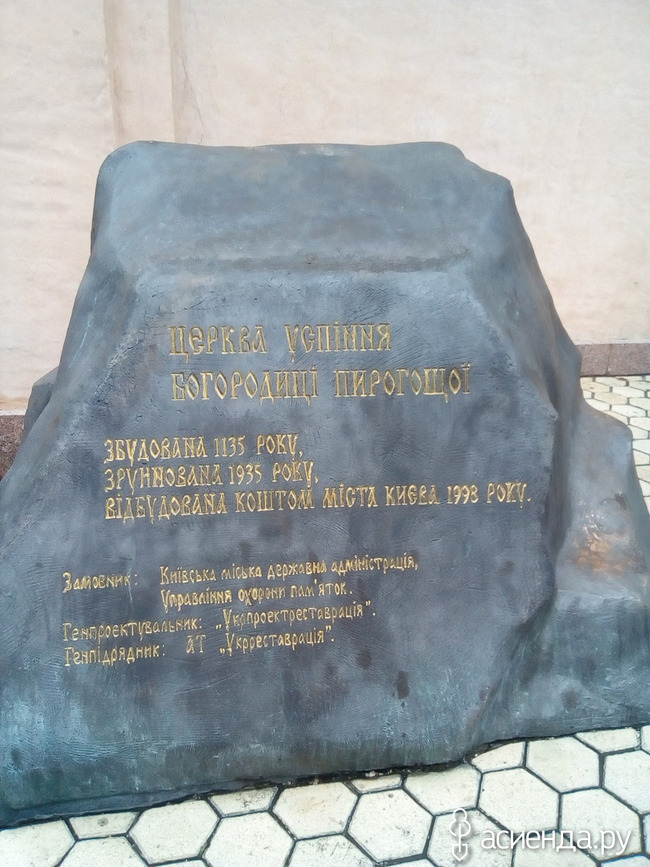 ЦЕРКВА УСПІННЯ
БОГОРОДИЦІ ПИРОГОЩОЇ
ЗБУДОВАНА 1135 РОКУ,
ЗРУЙНОВАНА 1935 РОКУ,
ВІДБУДОВАНА КОШТОМ МІСТА КИЄВА 1998 РОКУ.
Замовник: Київська міська державна адміністрація,
Управління охорони пам'яток.
Генпроектувальник: „Укрпроектреставрація".
Генпідрядник: АТ „Укрреставрація".
асиенда.ру